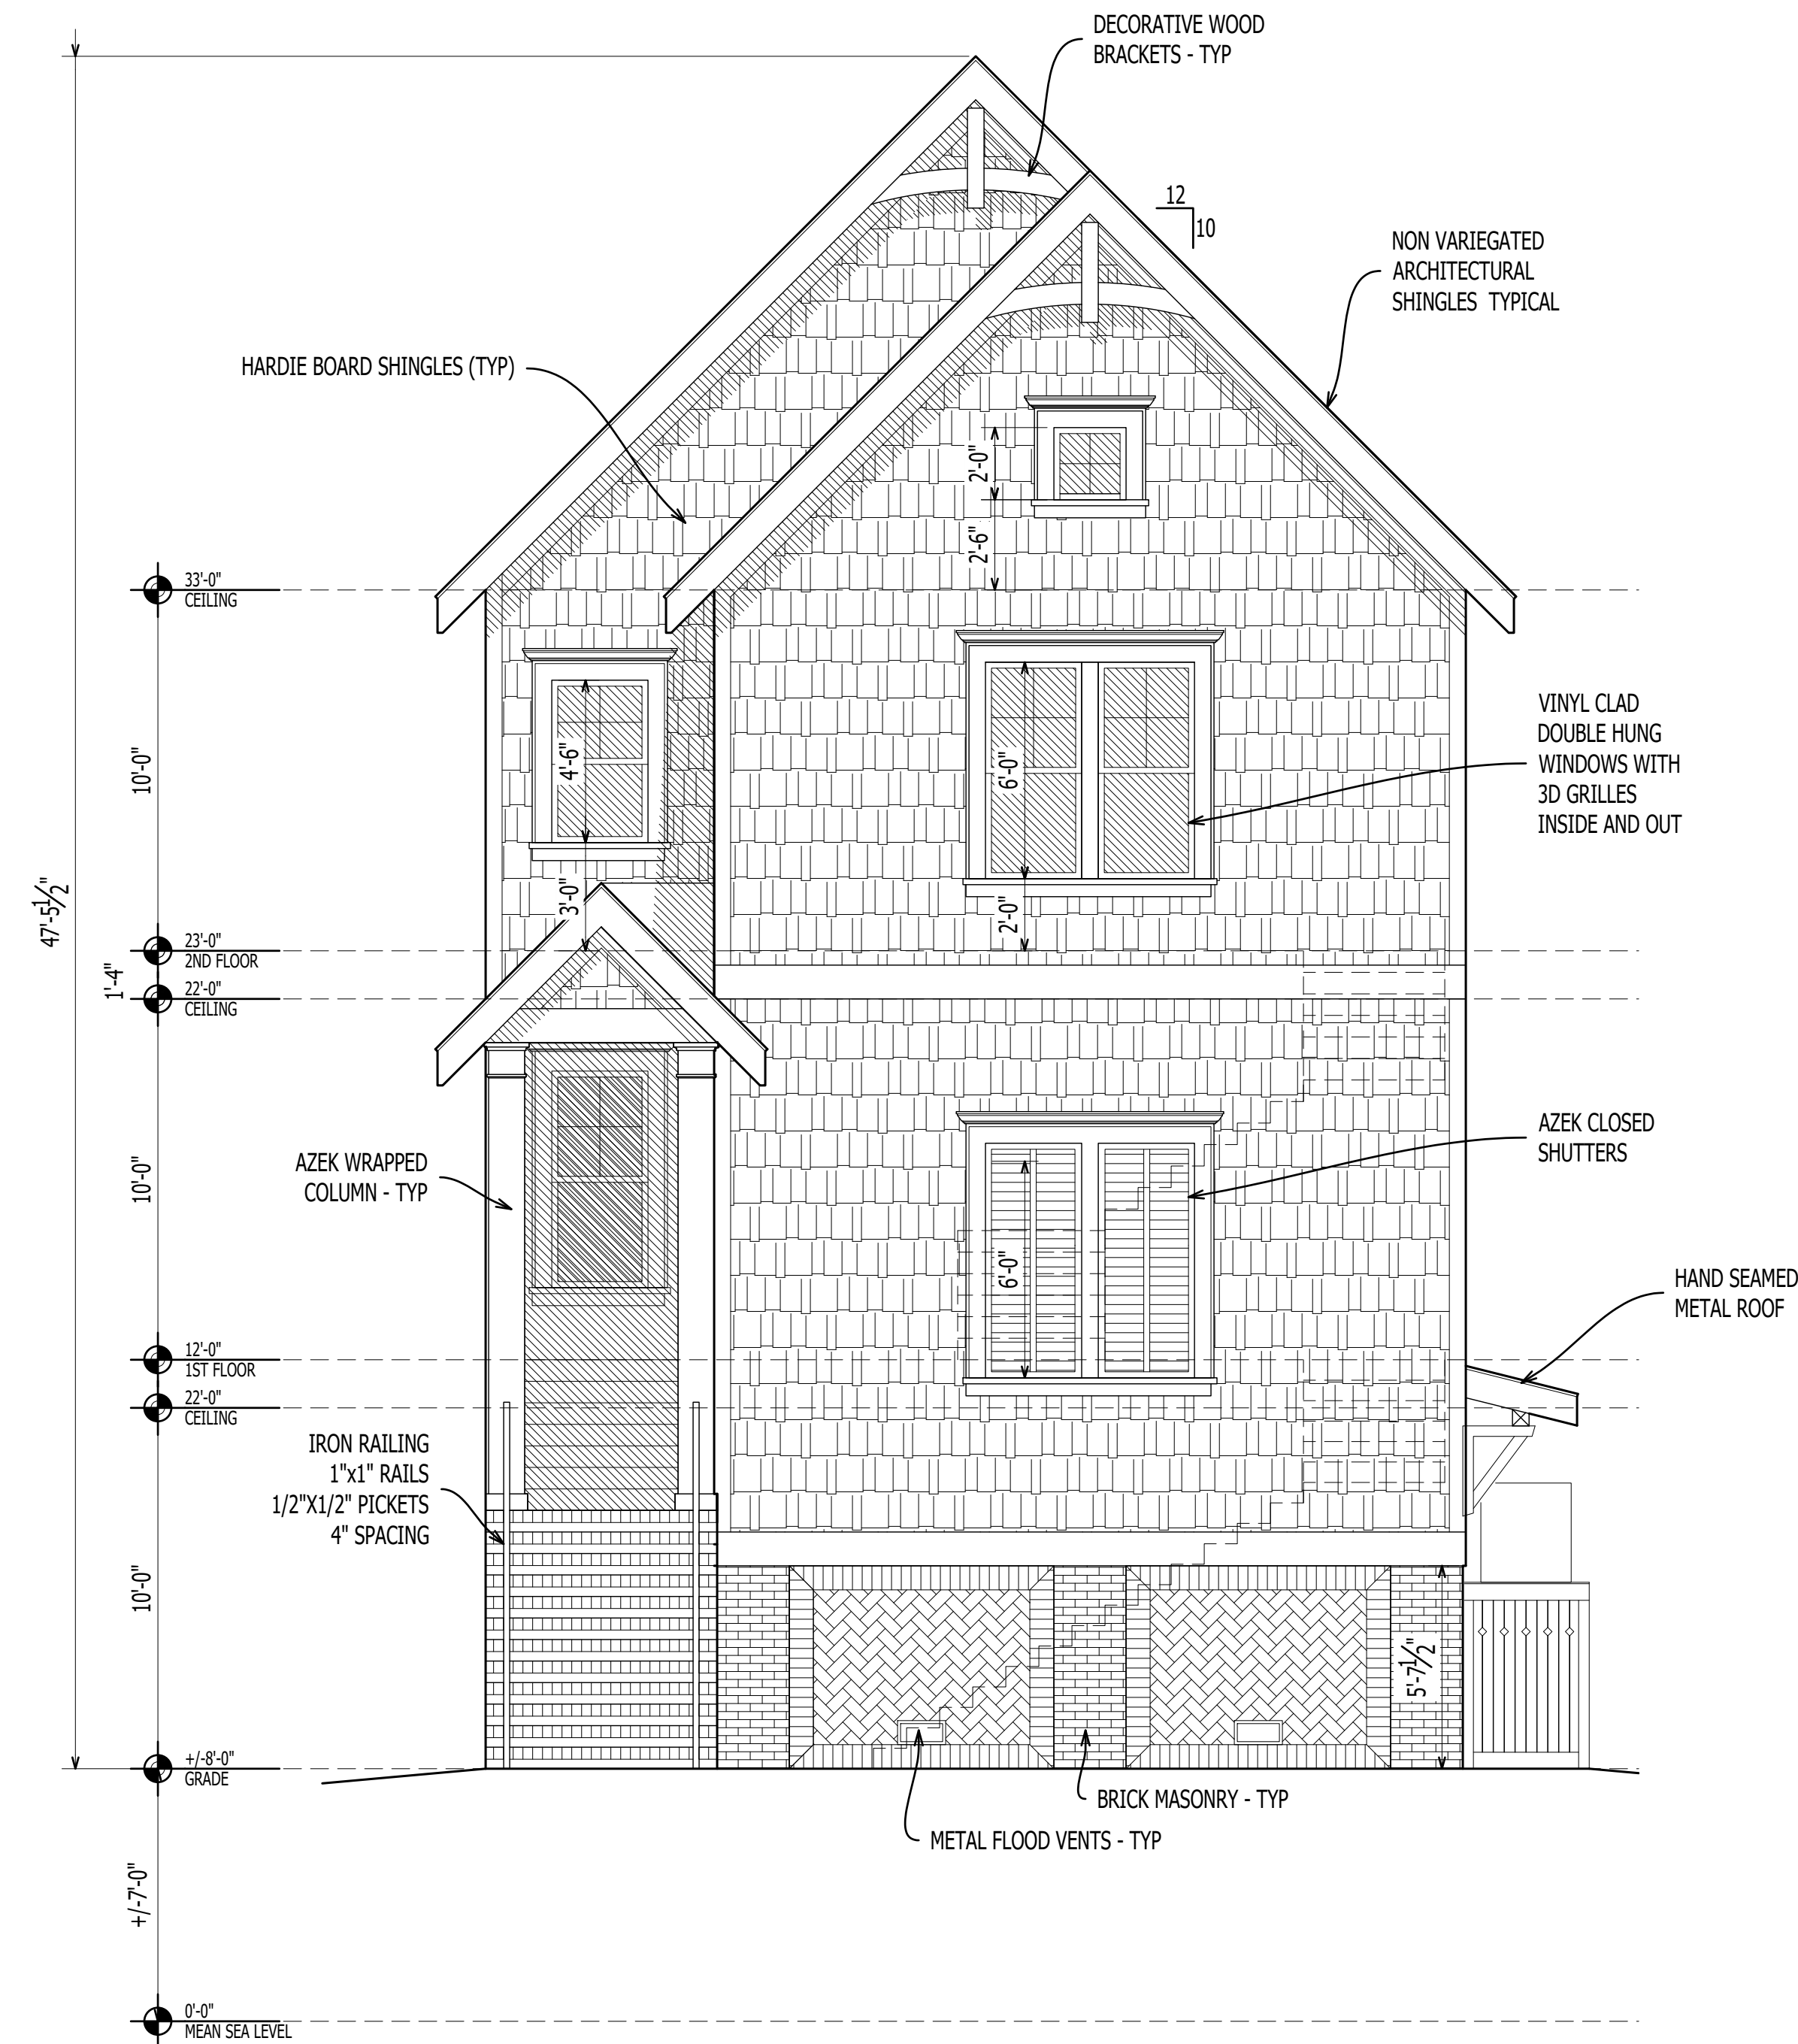 DECORATIVE WOOD
BRACKETS - TYP
12
10
NON VARIEGATED
ARCHITECTURAL
SHINGLES TYPICAL
HARDIE BOARD SHINGLES (TYP)
2'-0"
2'-6"
33'-0"
CEILING
VINYL CLAD
DOUBLE HUNG
WINDOWS WITH
3D GRILLES
INSIDE AND OUT
10'-0"
4'-6"
6'-0"
47'-5 1/2"
3'-0"
2'-0"
23'-0"
2ND FLOOR
1'-4"
22'-0"
CEILING
AZEK CLOSED
SHUTTERS
AZEK WRAPPED
COLUMN - TYP
10'-0"
6'-0"
HAND SEAMED
METAL ROOF
12'-0"
1ST FLOOR
22'-0"
CEILING
IRON RAILING
1"x1" RAILS
1/2"X1/2" PICKETS
4" SPACING
10'-0"
5'-7 1/2"
+/-8'-0"
GRADE
BRICK MASONRY - TYP
METAL FLOOD VENTS - TYP
+/-7'-0"
0'-0"
MEAN SEA LEVEL